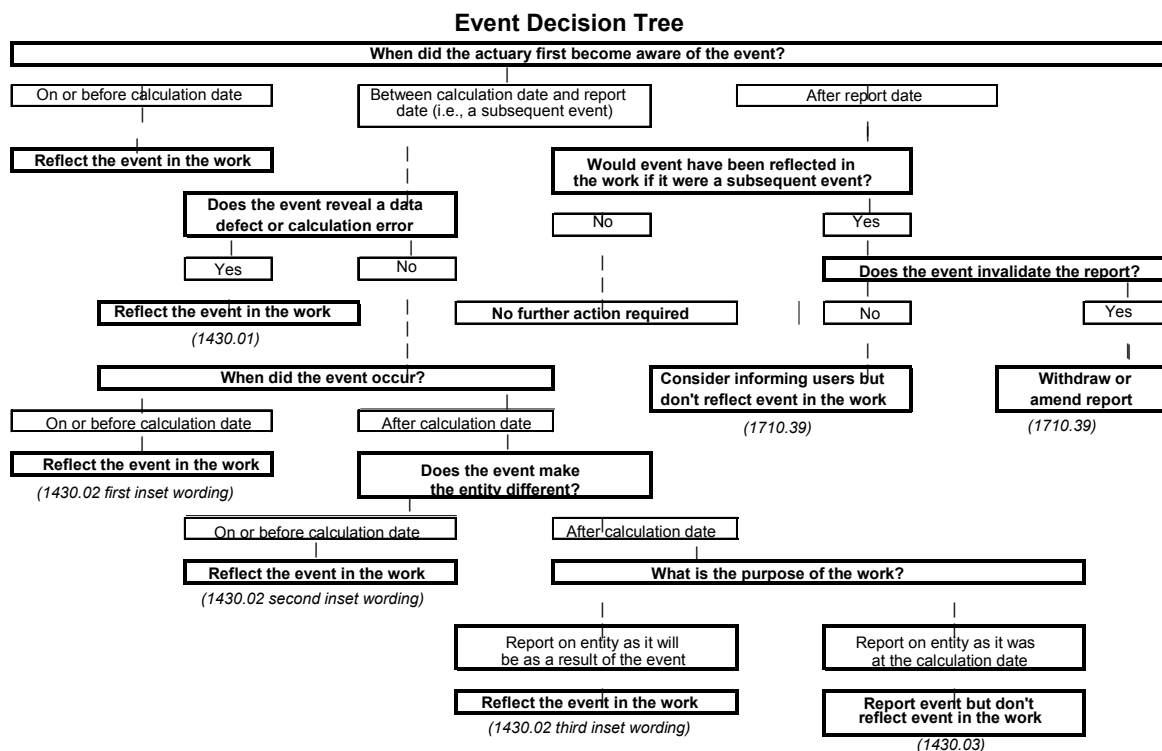 Event Decision Tree
When did the actuary first become aware of the event?
On or before calculation date
Between calculation date and report
date (i.e., a subsequent event)
After report date
Reflect the event in the work
Would event have been reflected in
the work if it were a subsequent event?
Does the event reveal a data
defect or calculation error
No
Yes
Yes
No
Does the event invalidate the report?
Reflect the event in the work
(1430.01)
No further action required
No
Yes
When did the event occur?
Consider informing users but
don't reflect event in the work
(1710.39)
Withdraw or
amend report
(1710.39)
On or before calculation date
After calculation date
Reflect the event in the work
(1430.02 first inset wording)
Does the event make
the entity different?
On or before calculation date
After calculation date
Reflect the event in the work
(1430.02 second inset wording)
What is the purpose of the work?
Report on entity as it will
be as a result of the event
Report on entity as it was
at the calculation date
Reflect the event in the work
(1430.02 third inset wording)
Report event but don't
reflect event in the work
(1430.03)